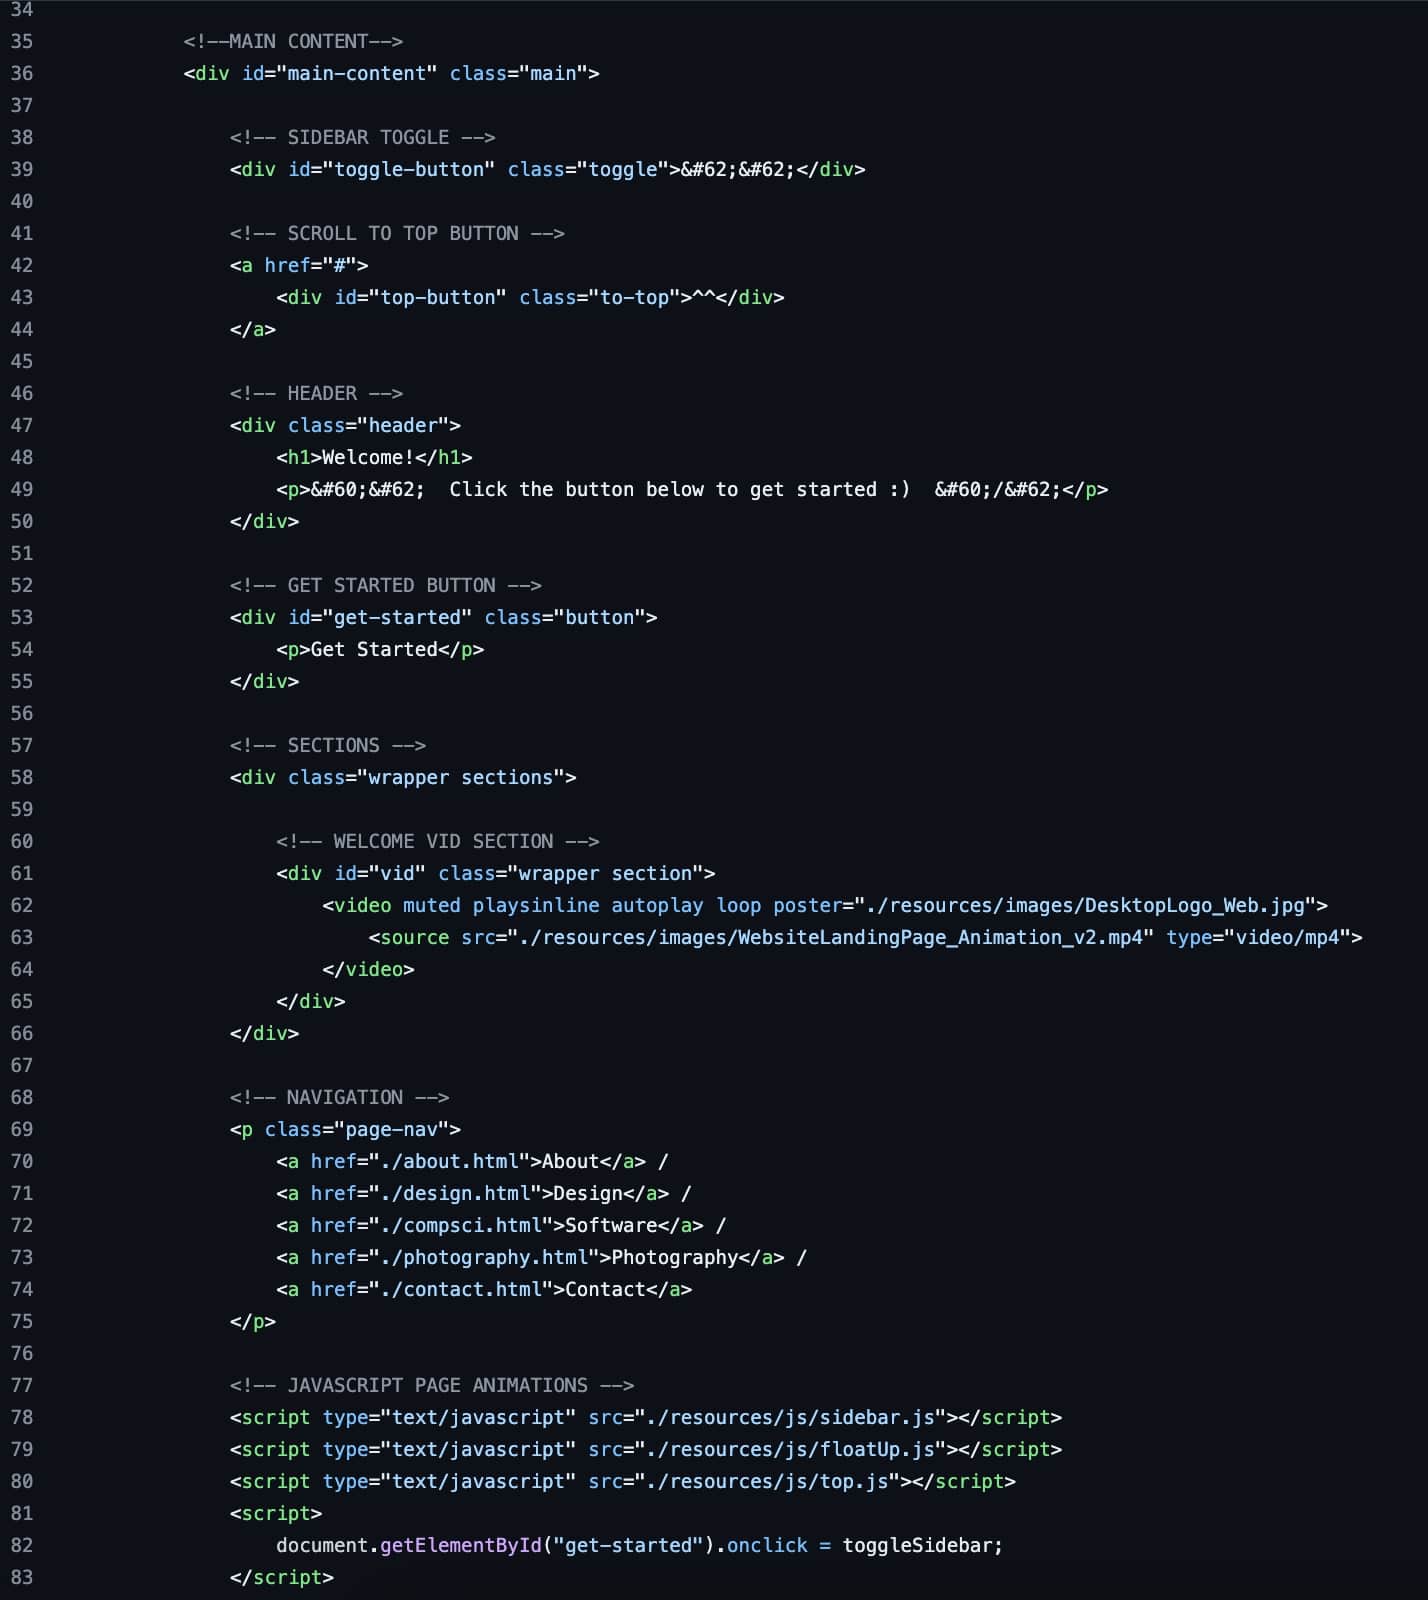 34
35 <!--MAIN CONTENT-->
36 <div id="main-content" class="main">
37
38 <!-- SIDEBAR TOGGLE -->
39 <div id="toggle-button" class="toggle">&#62;&#62;</div>
40
41 <!-- SCROLL TO TOP BUTTON -->
42 <a href="#">
43 <div id="top-button" class="to-top">^^</div>
44 </a>
45
46 <!-- HEADER -->
47 <div class="header">
48 <h1>Welcome!</h1>
49 <p>&#60;&#62;  Click the button below to get started :)  &#60;/&#62;</p>
50 </div>
51
52 <!-- GET STARTED BUTTON -->
53 <div id="get-started" class="button">
54 <p>Get Started</p>
55 </div>
56
57 <!-- SECTIONS -->
58 <div class="wrapper sections">
59
60 <!-- WELCOME VID SECTION -->
61 <div id="vid" class="wrapper section">
62 <video muted playsinline autoplay loop poster="./resources/images/DesktopLogo_Web.jpg">
63 <source src="./resources/images/WebsiteLandingPage_Animation_v2.mp4" type="video/mp4">
64 </video>
65 </div>
66 </div>
67
68 <!-- NAVIGATION -->
69 <p class="page-nav">
70 <a href="./about.html">About</a> /
71 <a href="./design.html">Design</a> /
72 <a href="./compsci.html">Software</a> /
73 <a href="./photography.html">Photography</a> /
74 <a href="./contact.html">Contact</a>
75 </p>
76
77 <!-- JAVASCRIPT PAGE ANIMATIONS -->
78 <script type="text/javascript" src="./resources/js/sidebar.js"></script>
79 <script type="text/javascript" src="./resources/js/floatUp.js"></script>
80 <script type="text/javascript" src="./resources/js/top.js"></script>
81 <script>
82 document.getElementById("get-started").onclick = toggleSidebar;
83 </script>